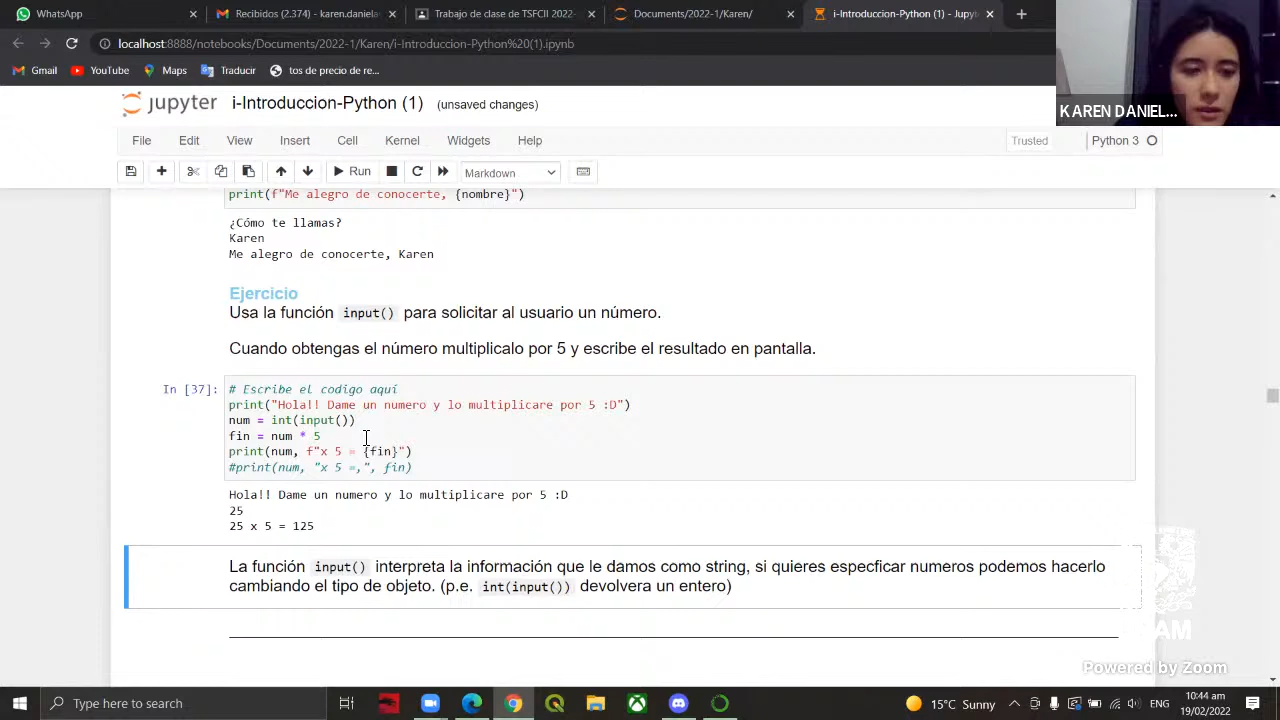 WhatsApp
Recibidos (2.374) - karen.daniela
Trabajo de clase de TSFCII 2022-
Documents/2022-1/Karen/
i-Introduccion-Python (1) - Jupyt
localhost:8888/notebooks/Documents/2022-1/Karen/i-Introduccion-Python%20(1).ipynb
Gmail
YouTube
Maps
Traducir
tos de precio de re...
KAREN DANIEL...
jupyter
i-Introduccion-Python (1) (unsaved changes)
File Edit View Insert Cell Kernel Widgets Help
Trusted
Python 3
Run
Markdown
print(f"Me alegro de conocerte, {nombre}")
¿Cómo te llamas?
Karen
Me alegro de conocerte, Karen
Ejercicio
Usa la función input() para solicitar al usuario un número.
Cuando obtengas el número multiplicalo por 5 y escribe el resultado en pantalla.
In [37]:
# Escribe el codigo aquí
print("Hola!! Dame un numero y lo multiplicare por 5 :D")
num = int(input())
fin = num * 5
print(num, f"x 5 = {fin}")
#print(num, "x 5 =,", fin)
Hola!! Dame un numero y lo multiplicare por 5 :D
25
25 x 5 = 125
La función input() interpreta la información que le damos como string, si quieres especficar numeros podemos hacerlo
cambiando el tipo de objeto. (p.e. int(input()) devolvera un entero)
Powered by Zoom
Type here to search
15°C Sunny
ENG
10:44 am
19/02/2022